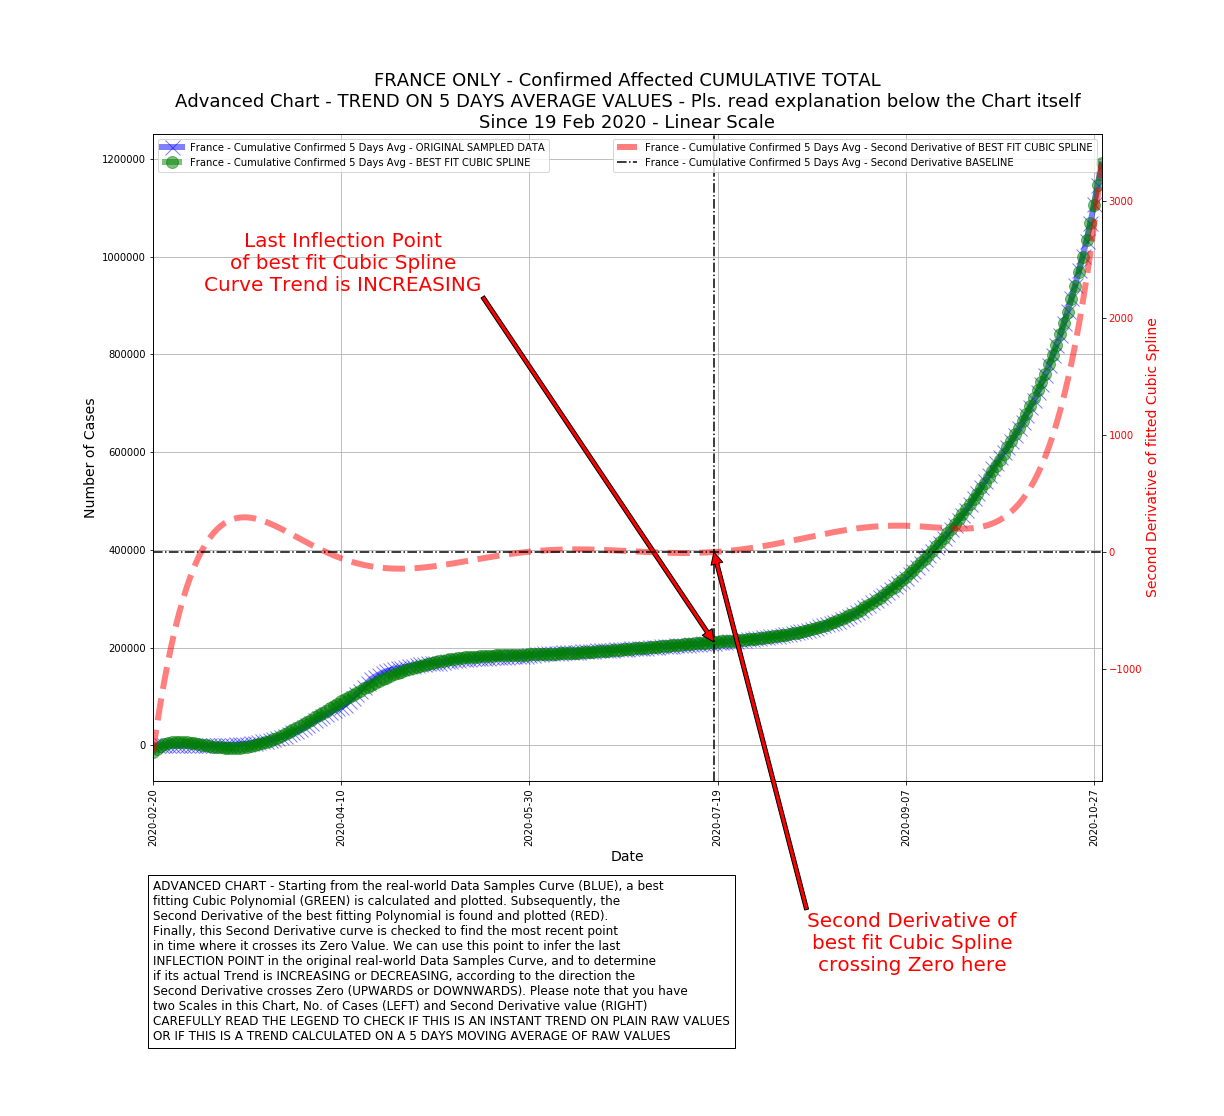 FRANCE ONLY - Confirmed Affected CUMULATIVE TOTAL
Advanced Chart - TREND ON 5 DAYS AVERAGE VALUES - Pls. read explanation below the Chart itself
Since 19 Feb 2020 - Linear Scale
France - Cumulative Confirmed 5 Days Avg - ORIGINAL SAMPLED DATA
France - Cumulative Confirmed 5 Days Avg - BEST FIT CUBIC SPLINE
France - Cumulative Confirmed 5 Days Avg - Second Derivative of BEST FIT CUBIC SPLINE
France - Cumulative Confirmed 5 Days Avg - Second Derivative BASELINE
Last Inflection Point
of best fit Cubic Spline
Curve Trend is INCREASING
Number of Cases
1200000
1000000
800000
600000
400000
200000
0
Second Derivative of fitted Cubic Spline
3000
2000
1000
0
−1000
2020-02-20
2020-04-10
2020-05-30
2020-07-19
2020-09-07
2020-10-27
Date
ADVANCED CHART - Starting from the real-world Data Samples Curve (BLUE), a best
fitting Cubic Polynomial (GREEN) is calculated and plotted. Subsequently, the
Second Derivative of the best fitting Polynomial is found and plotted (RED).
Finally, this Second Derivative curve is checked to find the most recent point
in time where it crosses its Zero Value. We can use this point to infer the last
INFLECTION POINT in the original real-world Data Samples Curve, and to determine
if its actual Trend is INCREASING or DECREASING, according to the direction the
Second Derivative crosses Zero (UPWARDS or DOWNWARDS). Please note that you have
two Scales in this Chart, No. of Cases (LEFT) and Second Derivative value (RIGHT)
CAREFULLY READ THE LEGEND TO CHECK IF THIS IS AN INSTANT TREND ON PLAIN RAW VALUES
OR IF THIS IS A TREND CALCULATED ON A 5 DAYS MOVING AVERAGE OF RAW VALUES
Second Derivative of
best fit Cubic Spline
crossing Zero here